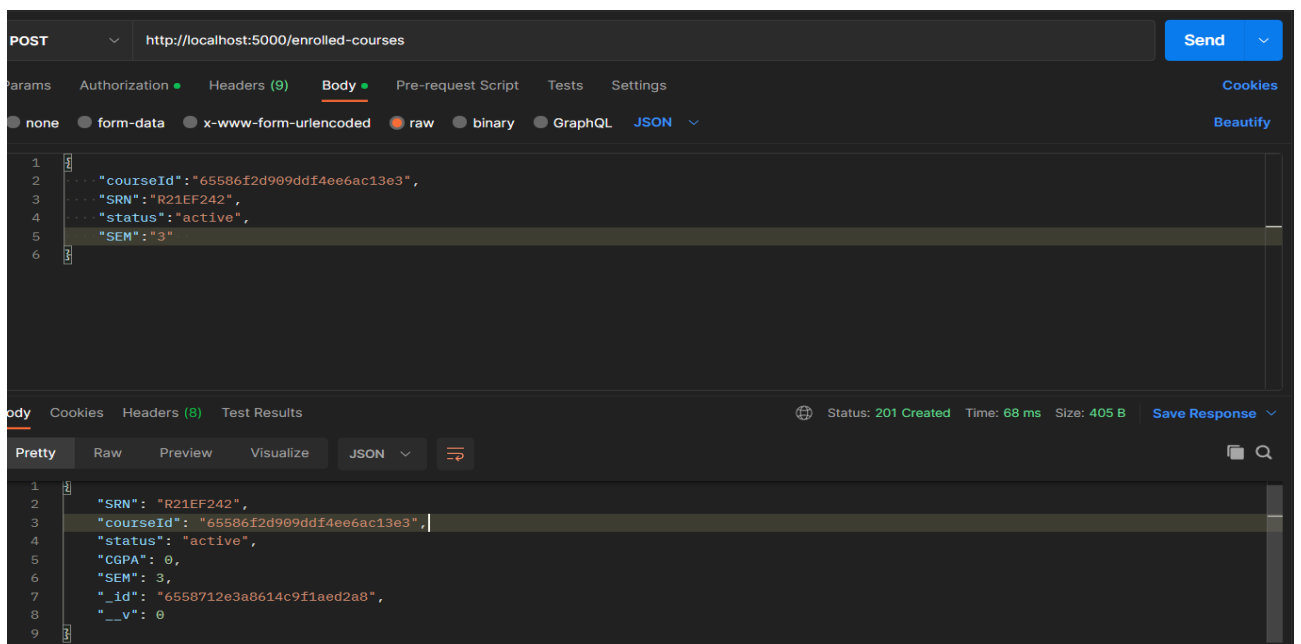 POST http://localhost:5000/enrolled-courses Send
Params Authorization Headers (9) Body Pre-request Script Tests Settings Cookies
none form-data x-www-form-urlencoded raw binary GraphQL JSON Beautify
1 {
2 "courseId":"65586f2d909ddf4ee6ac13e3",
3 "SRN":"R21EF242",
4 "status":"active",
5 "SEM":"3"
6 }
ody Cookies Headers (8) Test Results Status: 201 Created Time: 68 ms Size: 405 B Save Response
Pretty Raw Preview Visualize JSON
1 {
2 "SRN": "R21EF242",
3 "courseId": "65586f2d909ddf4ee6ac13e3",
4 "status": "active",
5 "CGPA": 0,
6 "SEM": 3,
7 "_id": "6558712e3a8614c9f1aed2a8",
8 "__v": 0
9 }